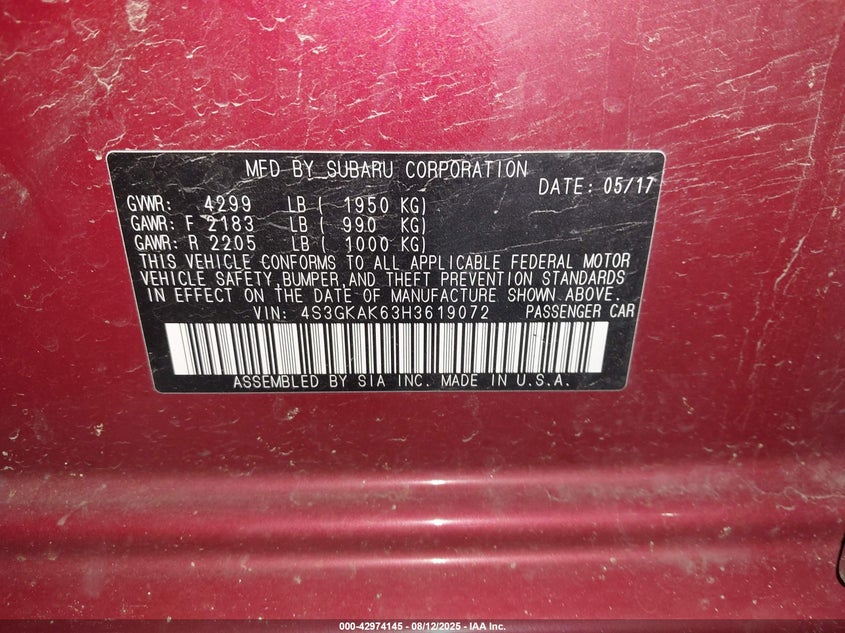 MFD BY SUBARU CORPORATION
DATE: 05/17
GVWR: 4299 LB ( 1950 KG)
GAWR: F 2183 LB ( 990 KG)
GAWR: R 2205 LB ( 1000 KG)
THIS VEHICLE CONFORMS TO ALL APPLICABLE FEDERAL MOTOR
VEHICLE SAFETY,BUMPER,AND THEFT PREVENTION STANDARDS
IN EFFECT ON THE DATE OF MANUFACTURE SHOWN ABOVE.
VIN: 4S3GKAK63H3619072 PASSENGER CAR
ASSEMBLED BY SIA INC. MADE IN U.S.A.
000-42974145 - 08/12/2025 - IAA Inc.